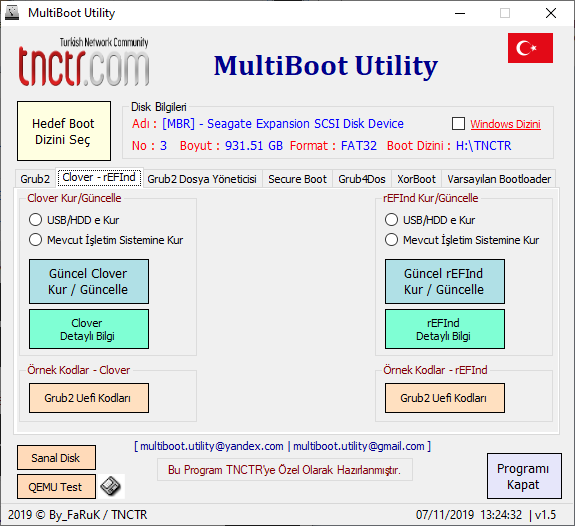 MultiBoot Utility
Turkish Network Community
tnctr.com
MultiBoot Utility
Hedef Boot
Dizini Seç
Disk Bilgileri
Adı : [MBR] - Seagate Expansion SCSI Disk Device
Windows Dizini
No : 3 Boyut : 931.51 GB Format : FAT32 Boot Dizini : H:\TNCTR
Grub2 Clover - rEFInd Grub2 Dosya Yöneticisi Secure Boot Grub4Dos XorBoot Varsayılan Bootloader
Clover Kur/Güncelle
USB/HDD e Kur
Mevcut İşletim Sistemine Kur
Güncel Clover
Kur / Güncelle
Clover
Detaylı Bilgi
Örnek Kodlar - Clover
Grub2 Uefi Kodları
rEFInd Kur/Güncelle
USB/HDD e Kur
Mevcut İşletim Sistemine Kur
Güncel rEFInd
Kur / Güncelle
rEFInd
Detaylı Bilgi
Örnek Kodlar - rEFInd
Grub2 Uefi Kodları
Sanal Disk
QEMU Test
[ multiboot.utility@yandex.com | multiboot.utility@gmail.com ]
Bu Program TNCTR'ye Özel Olarak Hazırlanmıştır.
Programı
Kapat
2019 © By_FaRuK / TNCTR
07/11/2019 13:24:32 | v1.5